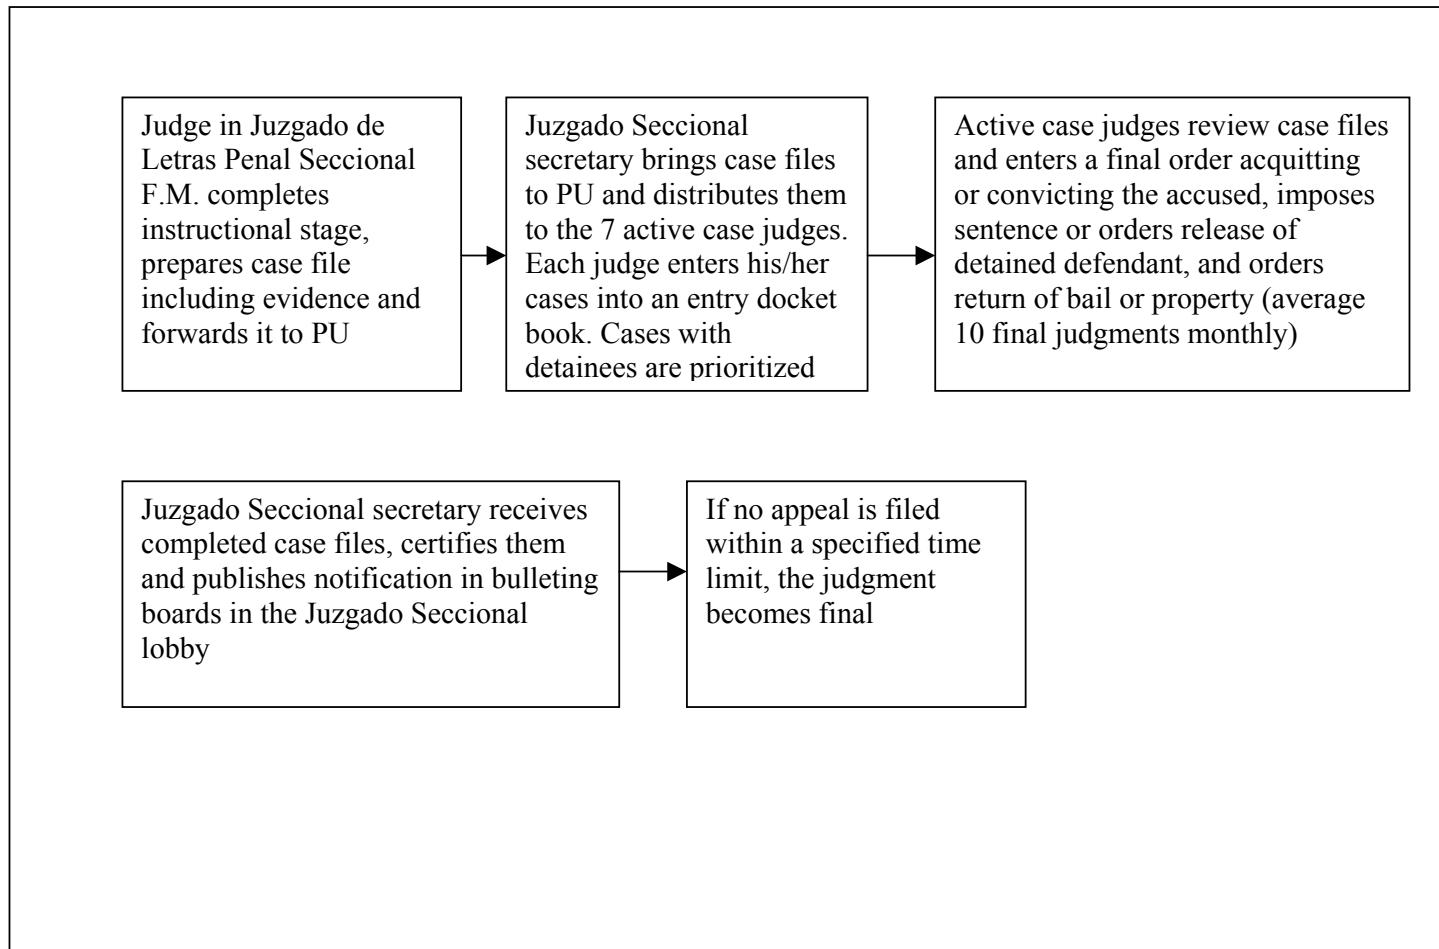 Judge in Juzgado de
Letras Penal Seccional
F.M. completes
instructional stage,
prepares case file
including evidence and
forwards it to PU
Juzgado Seccional
secretary brings case files
to PU and distributes them
to the 7 active case judges.
Each judge enters his/her
cases into an entry docket
book. Cases with
detainees are prioritized
Active case judges review case files
and enters a final order acquitting
or convicting the accused, imposes
sentence or orders release of
detained defendant, and orders
return of bail or property (average
10 final judgments monthly)
Juzgado Seccional secretary receives
completed case files, certifies them
and publishes notification in bulleting
boards in the Juzgado Seccional
lobby
If no appeal is filed
within a specified time
limit, the judgment
becomes final